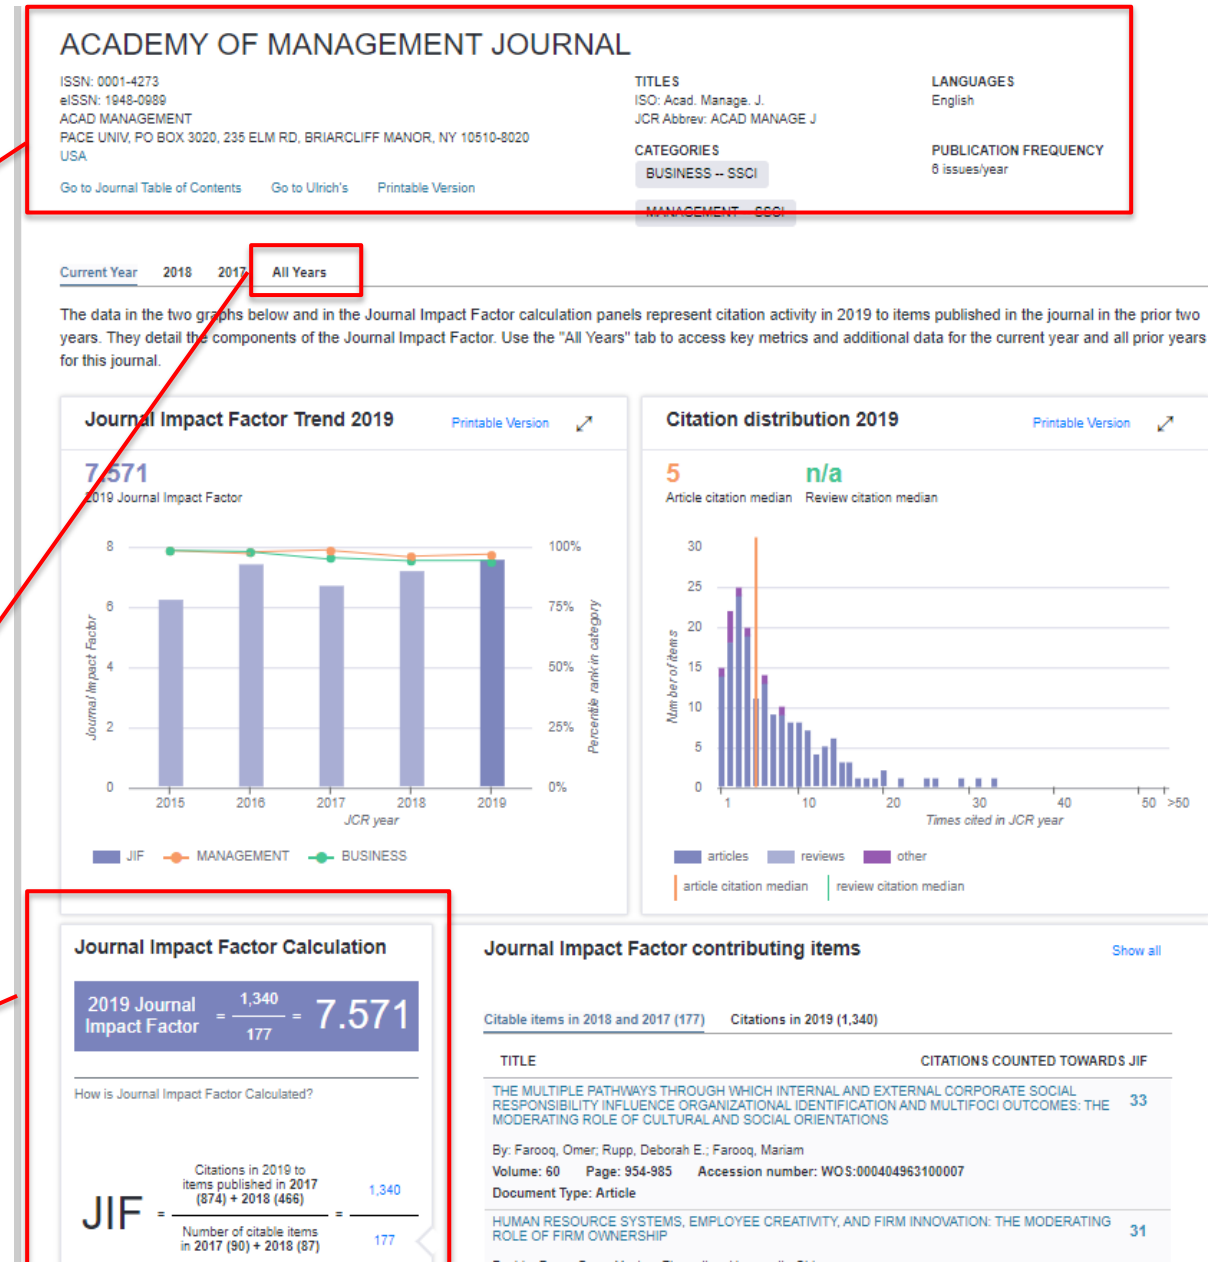 ACADEMY OF MANAGEMENT JOURNAL
ISSN: 0001-4273
eISSN: 1948-0989
ACAD MANAGEMENT
PACE UNIV, PO BOX 3020, 235 ELM RD, BRIARCLIFF MANOR, NY 10510-8020
USA
Go to Journal Table of Contents Go to Ulrich's Printable Version
TITLES
ISO: Acad. Manage. J.
JCR Abbrev: ACAD MANAGE J
CATEGORIES
BUSINESS -- SSCI
MANAGEMENT -- SSCI
LANGUAGES
English
PUBLICATION FREQUENCY
6 issues/year
Current Year 2018 2017 All Years
The data in the two graphs below and in the Journal Impact Factor calculation panels represent citation activity in 2019 to items published in the journal in the prior two
years. They detail the components of the Journal Impact Factor. Use the "All Years" tab to access key metrics and additional data for the current year and all prior years
for this journal.
Journal Impact Factor Trend 2019 Printable Version
7.571
2019 Journal Impact Factor
8
6
4
2
0
Journal Impact Factor
100%
75%
50%
25%
0%
Percentile rank in category
2015 2016 2017 2018 2019
JCR year
JIF MANAGEMENT BUSINESS
Citation distribution 2019 Printable Version
5 n/a
Article citation median Review citation median
30
25
20
15
10
5
0
Number of items
1 10 20 30 40 50 >50
Times cited in JCR year
articles reviews other
article citation median review citation median
Journal Impact Factor Calculation
2019 Journal
Impact Factor = 1,340 = 7.571
177
How is Journal Impact Factor Calculated?
Citations in 2019 to
items published in 2017
(874) + 2018 (466) 1,340
JIF = =
Number of citable items
in 2017 (90) + 2018 (87) 177
Journal Impact Factor contributing items Show all
Citable items in 2018 and 2017 (177) Citations in 2019 (1,340)
TITLE CITATIONS COUNTED TOWARDS JIF
THE MULTIPLE PATHWAYS THROUGH WHICH INTERNAL AND EXTERNAL CORPORATE SOCIAL
RESPONSIBILITY INFLUENCE ORGANIZATIONAL IDENTIFICATION AND MULTIFOCI OUTCOMES: THE 33
MODERATING ROLE OF CULTURAL AND SOCIAL ORIENTATIONS
By: Farooq, Omer; Rupp, Deborah E.; Farooq, Mariam
Volume: 60 Page: 954-985 Accession number: WOS:000404963100007
Document Type: Article
HUMAN RESOURCE SYSTEMS, EMPLOYEE CREATIVITY, AND FIRM INNOVATION: THE MODERATING
ROLE OF FIRM OWNERSHIP 31